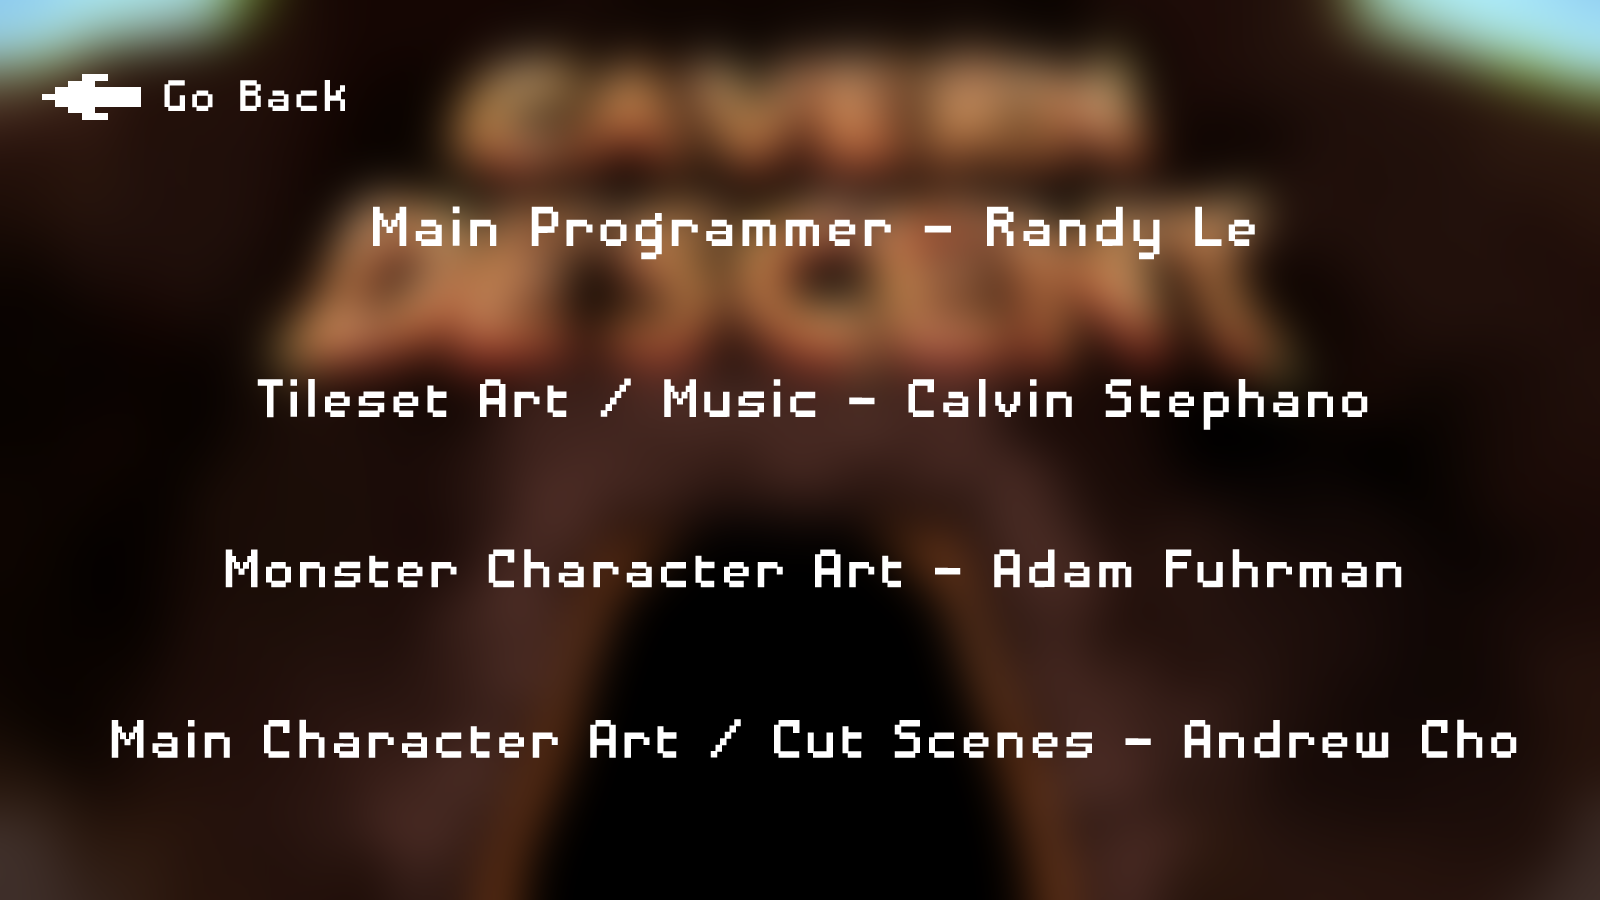 Go Back
Main Programmer - Randy Le
Tileset Art / Music - Calvin Stephano
Monster Character Art - Adam Fuhrman
Main Character Art / Cut Scenes - Andrew Cho